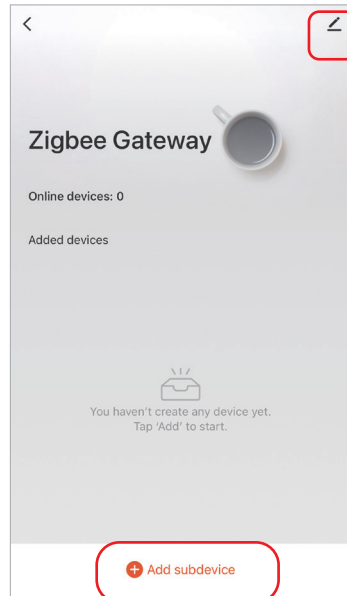 Zigbee Gateway
Online devices: 0
Added devices
You haven't create any device yet.
Tap 'Add' to start.
Add subdevice